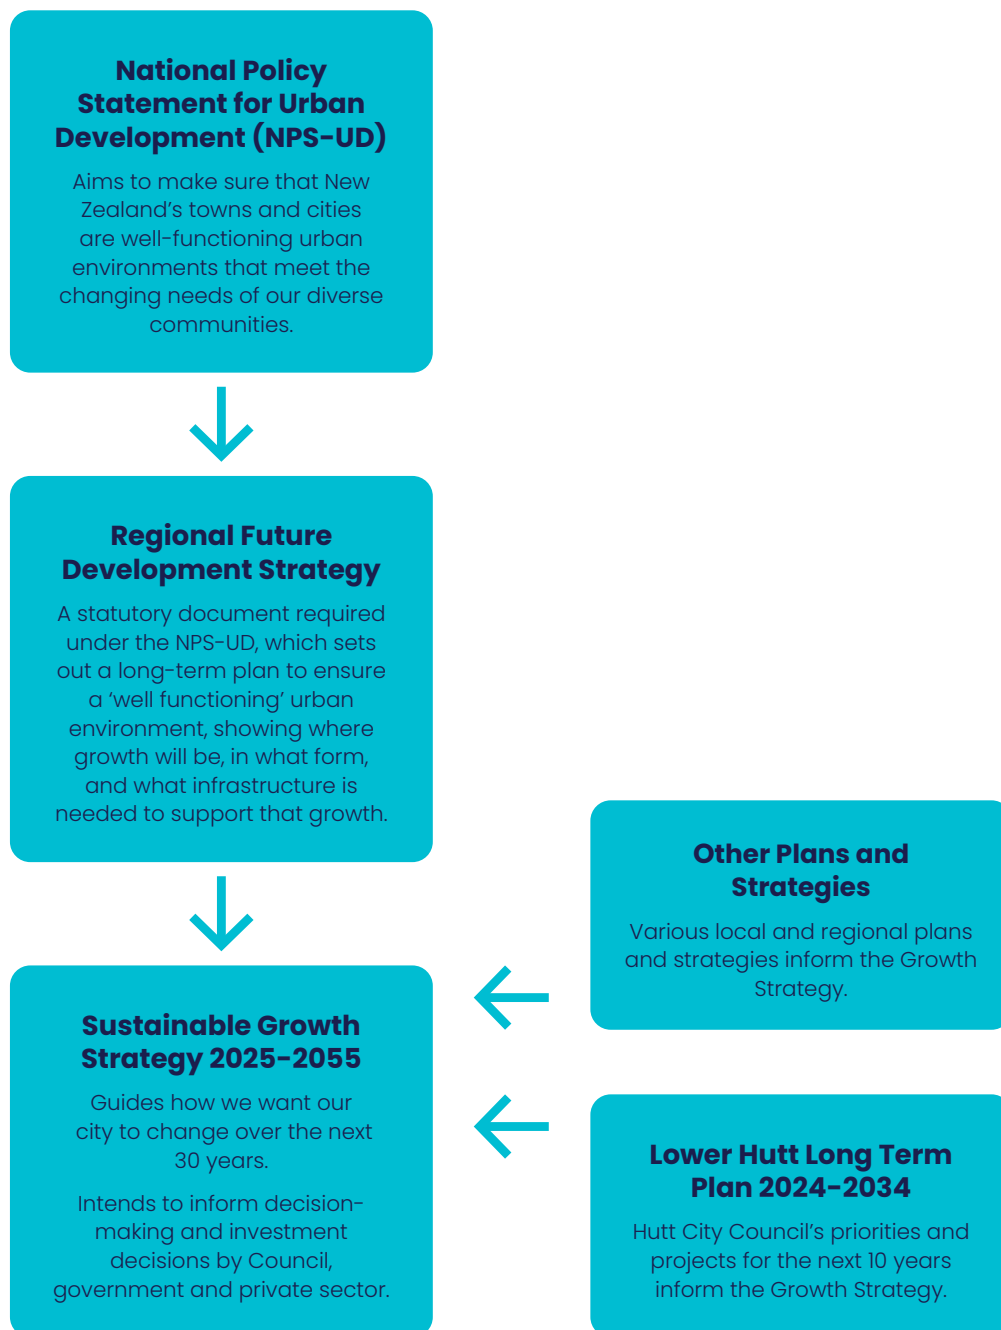 National Policy
Statement for Urban
Development (NPS-UD)
Aims to make sure that New
Zealand’s towns and cities
are well-functioning urban
environments that meet the
changing needs of our diverse
communities.
Regional Future
Development Strategy
A statutory document required
under the NPS-UD, which sets
out a long-term plan to ensure
a ‘well functioning’ urban
environment, showing where
growth will be, in what form,
and what infrastructure is
needed to support that growth.
Sustainable Growth
Strategy 2025-2055
Guides how we want our
city to change over the next
30 years.
Intends to inform decision-
making and investment
decisions by Council,
government and private sector.
Other Plans and
Strategies
Various local and regional plans
and strategies inform the Growth
Strategy.
Lower Hutt Long Term
Plan 2024-2034
Hutt City Council’s priorities and
projects for the next 10 years
inform the Growth Strategy.